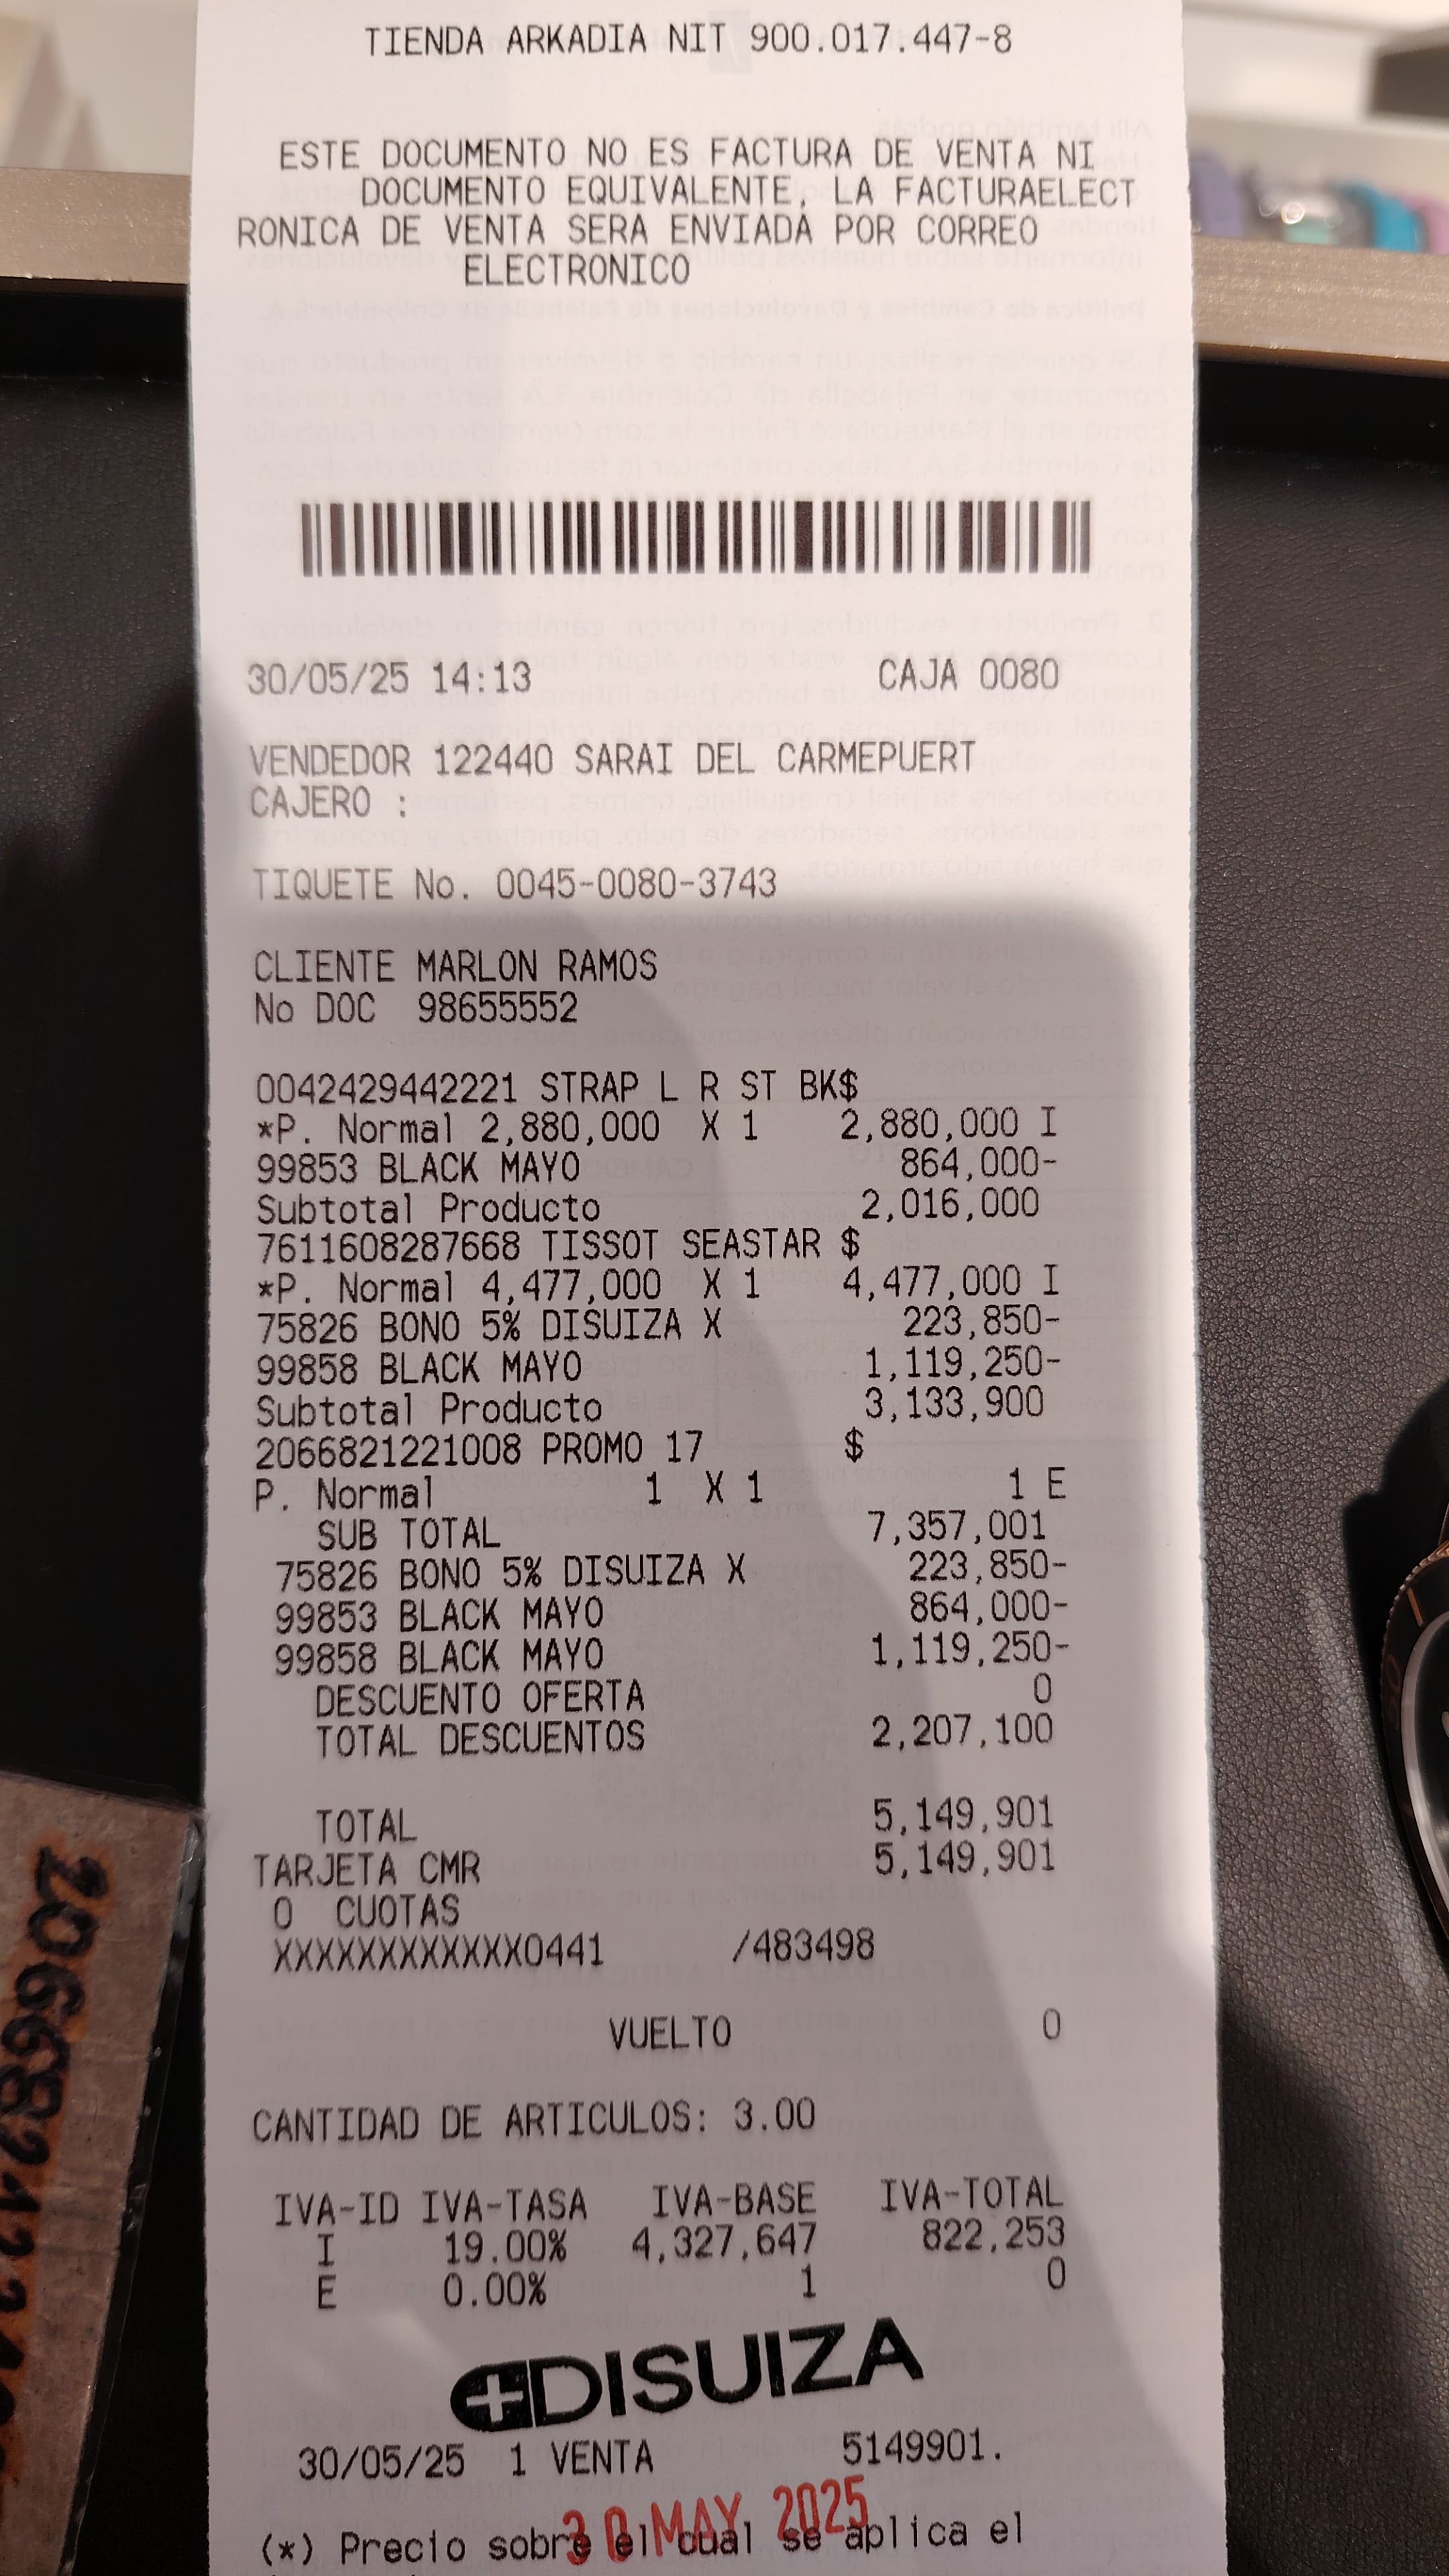 TIENDA ARKADIA NIT 900.017.447-8
ESTE DOCUMENTO NO ES FACTURA DE VENTA NI
DOCUMENTO EQUIVALENTE, LA FACTURAELECT
RONICA DE VENTA SERA ENVIADA POR CORREO
ELECTRONICO
30/05/25 14:13 CAJA 0080
VENDEDOR 122440 SARAI DEL CARMEPUERT
CAJERO :
TIQUETE No. 0045-0080-3743
CLIENTE MARLON RAMOS
No DOC 98655552
0042429442221 STRAP L R ST BK$
*P. Normal 2,880,000 X 1 2,880,000 I
99853 BLACK MAYO 864,000-
Subtotal Producto 2,016,000
7611608287668 TISSOT SEASTAR $
*P. Normal 4,477,000 X 1 4,477,000 I
75826 BONO 5% DISUIZA X 223,850-
99858 BLACK MAYO 1,119,250-
Subtotal Producto 3,133,900
2066821221008 PROMO 17 $
P. Normal 1 X 1 1 E
SUB TOTAL 7,357,001
75826 BONO 5% DISUIZA X 223,850-
99853 BLACK MAYO 864,000-
99858 BLACK MAYO 1,119,250-
DESCUENTO OFERTA 0
TOTAL DESCUENTOS 2,207,100
TOTAL 5,149,901
TARJETA CMR 5,149,901
0 CUOTAS
XXXXXXXXXXXX0441 /483498
VUELTO 0
CANTIDAD DE ARTICULOS: 3.00
IVA-ID IVA-TASA IVA-BASE IVA-TOTAL
I 19.00% 4,327,647 822,253
E 0.00% 1 0
DISUIZA
30/05/25 1 VENTA 5149901.
30 MAY 2025
(*) Precio sobre el cual se aplica el